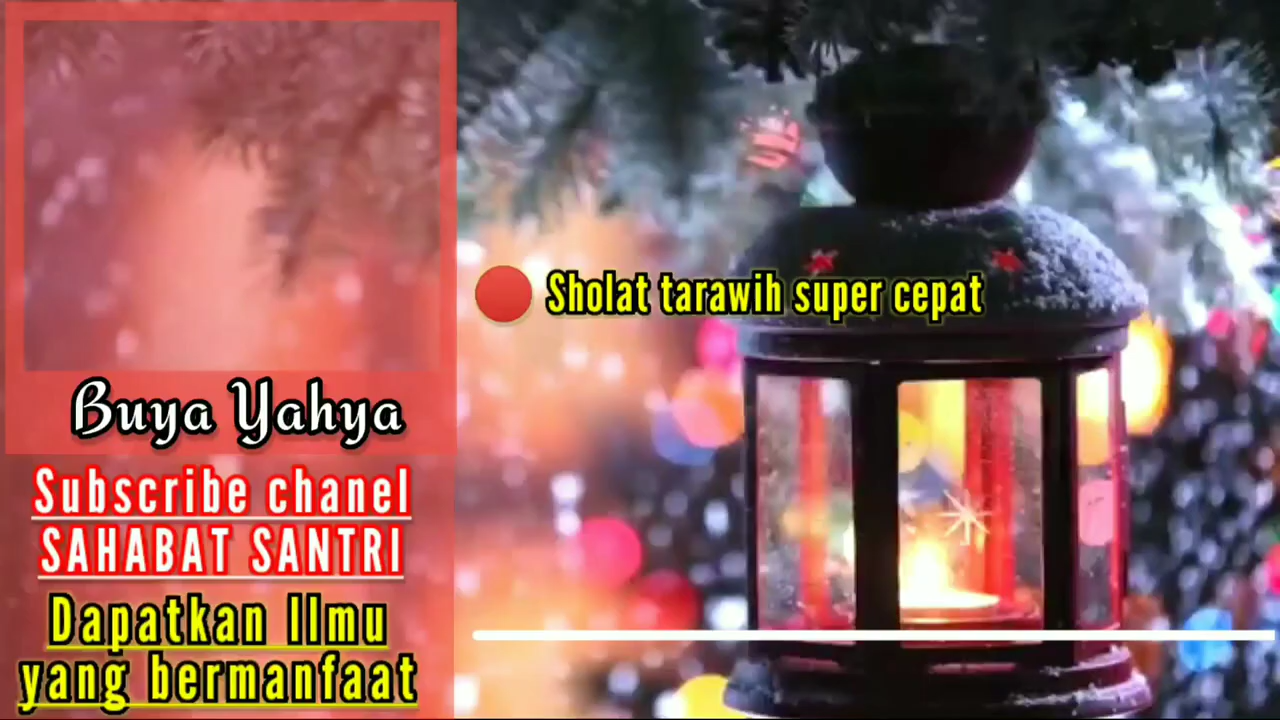 Buya Yahya
Subscribe chanel
SAHABAT SANTRI
Dapatkan Ilmu
yang bermanfaat
Sholat tarawih super cepat